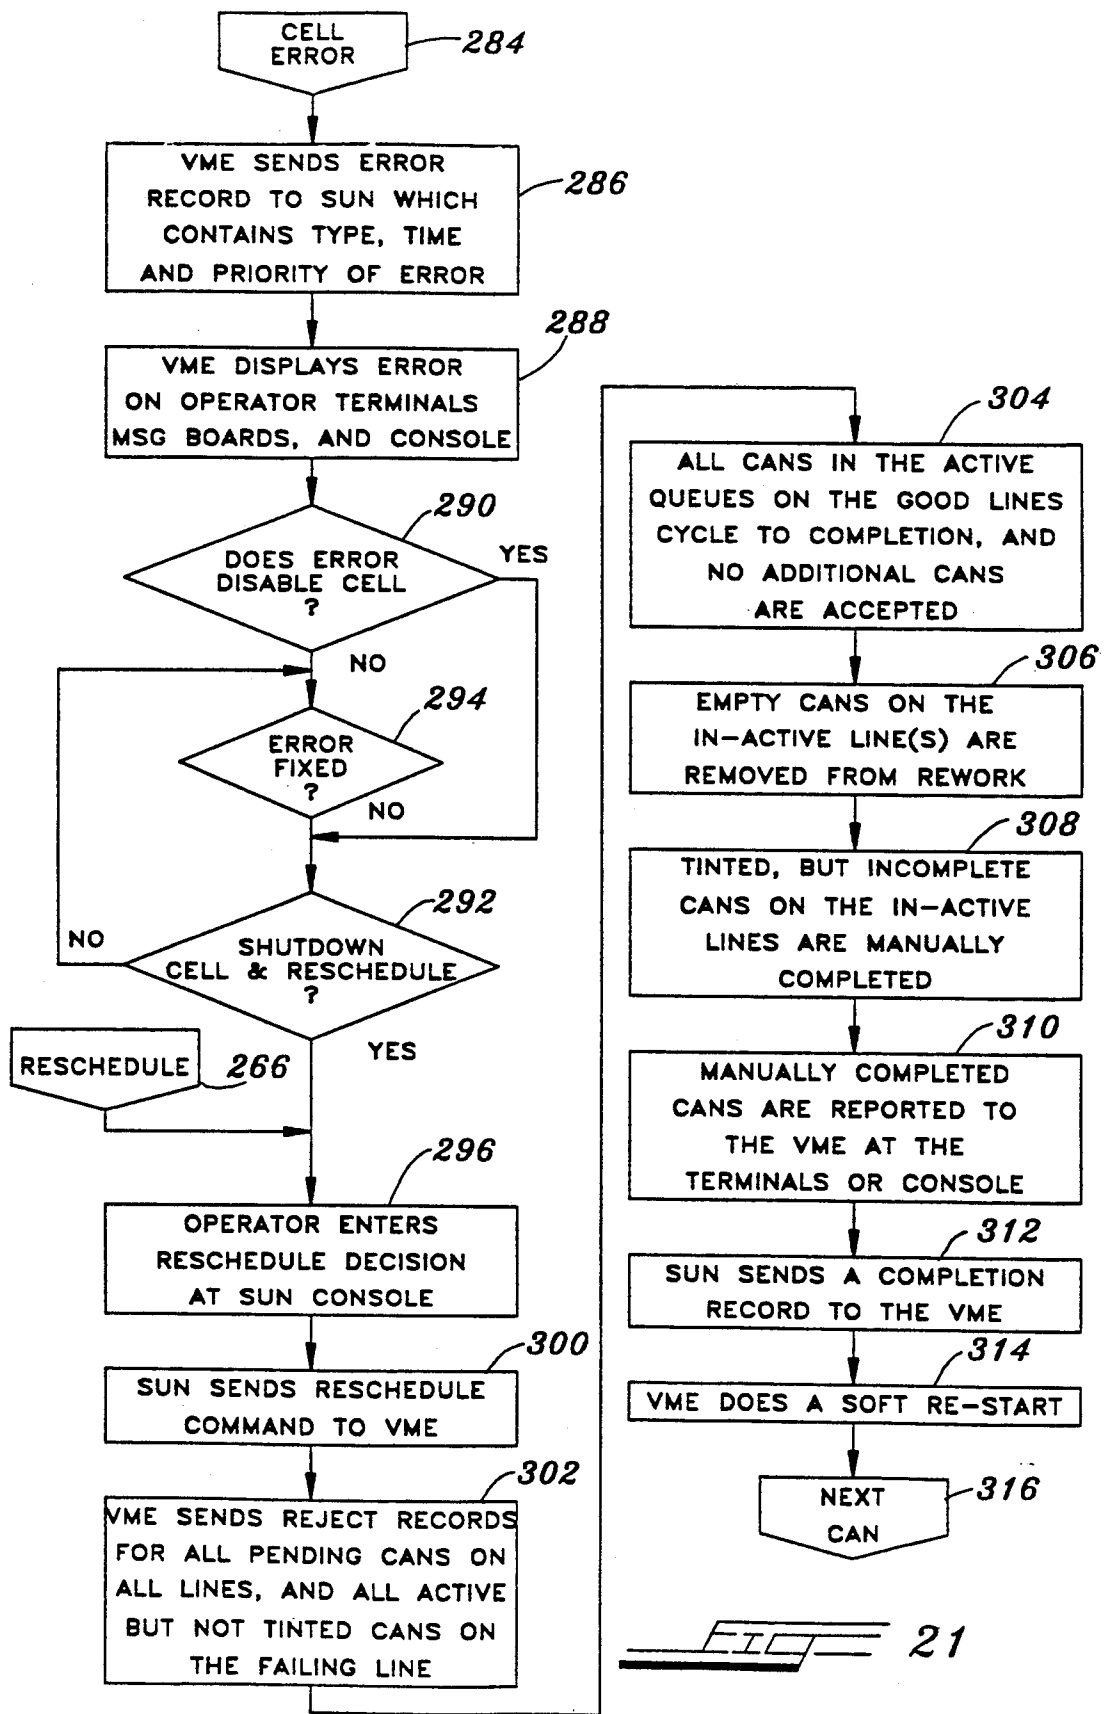 CELL
ERROR
284
VME SENDS ERROR
RECORD TO SUN WHICH
CONTAINS TYPE, TIME
AND PRIORITY OF ERROR
286
VME DISPLAYS ERROR
ON OPERATOR TERMINALS
MSG BOARDS, AND CONSOLE
288
DOES ERROR
DISABLE CELL
?
290
YES
NO
ERROR
FIXED
?
294
NO
SHUTDOWN
CELL & RESCHEDULE
?
292
NO
YES
RESCHEDULE
266
OPERATOR ENTERS
RESCHEDULE DECISION
AT SUN CONSOLE
296
SUN SENDS RESCHEDULE
COMMAND TO VME
300
VME SENDS REJECT RECORDS
FOR ALL PENDING CANS ON
ALL LINES, AND ALL ACTIVE
BUT NOT TINTED CANS ON
THE FAILING LINE
302
ALL CANS IN THE ACTIVE
QUEUES ON THE GOOD LINES
CYCLE TO COMPLETION, AND
NO ADDITIONAL CANS
ARE ACCEPTED
304
EMPTY CANS ON THE
IN-ACTIVE LINE(S) ARE
REMOVED FROM REWORK
306
TINTED, BUT INCOMPLETE
CANS ON THE IN-ACTIVE
LINES ARE MANUALLY
COMPLETED
308
MANUALLY COMPLETED
CANS ARE REPORTED TO
THE VME AT THE
TERMINALS OR CONSOLE
310
SUN SENDS A COMPLETION
RECORD TO THE VME
312
VME DOES A SOFT RE-START
314
NEXT
CAN
316
FIG 21